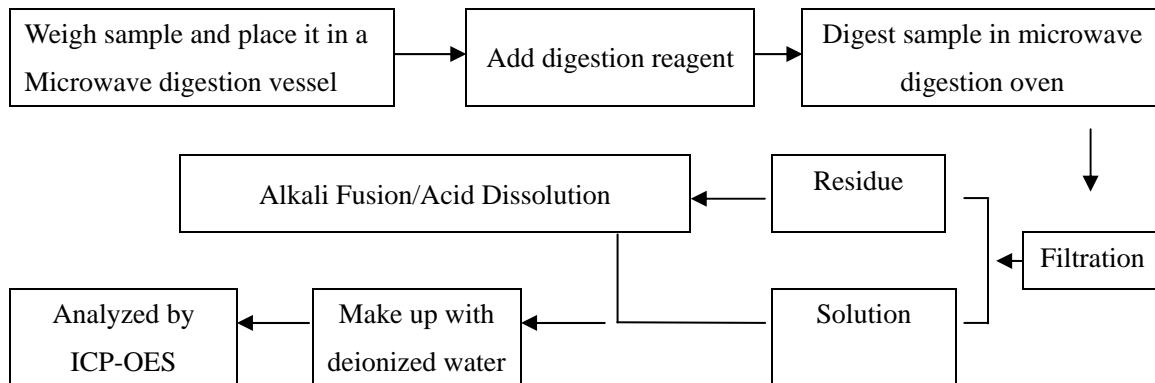 Weigh sample and place it in a
Microwave digestion vessel
Add digestion reagent
Digest sample in microwave
digestion oven
Alkali Fusion/Acid Dissolution
Residue
Filtration
Analyzed by
ICP-OES
Make up with
deionized water
Solution